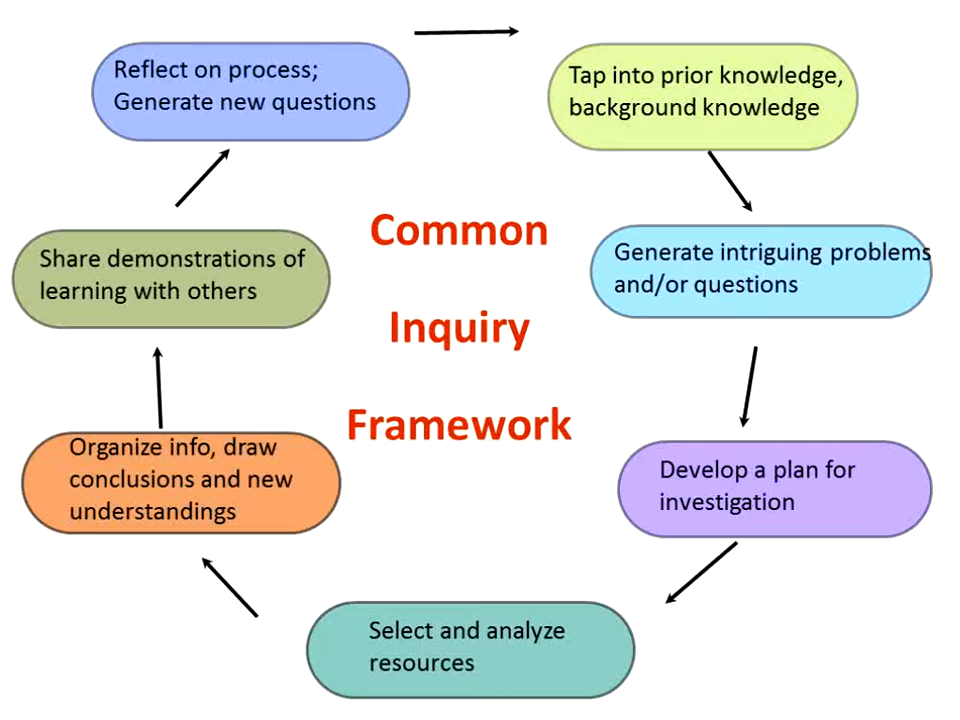 Reflect on process;
Generate new questions
Tap into prior knowledge,
background knowledge
Common
Inquiry
Framework
Generate intriguing problems
and/or questions
Develop a plan for
investigation
Select and analyze
resources
Organize info, draw
conclusions and new
understandings
Share demonstrations of
learning with others